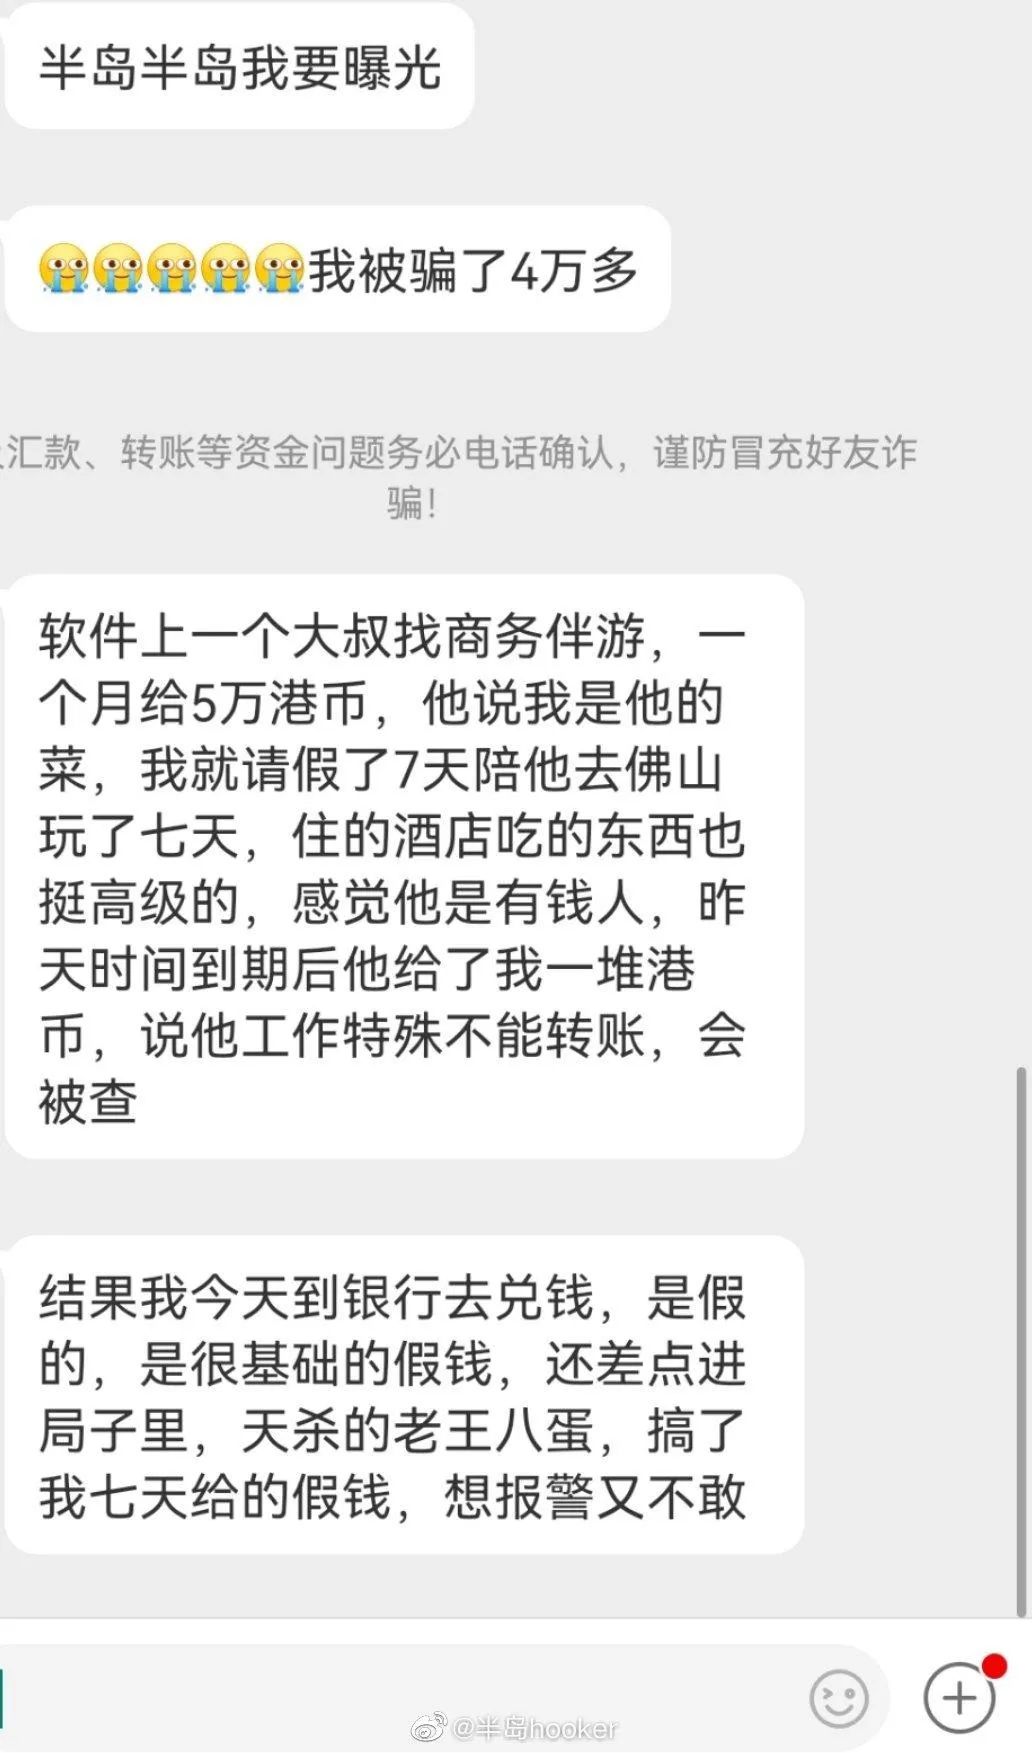 半岛半岛我要曝光
😭😭😭😭😭我被骗了4万多
汇款、转账等资金问题务必电话确认，谨防冒充好友诈
骗！
软件上一个大叔找商务伴游，一
个月给5万港币，他说我是他的
菜，我就请假了7天陪他去佛山
玩了七天，住的酒店吃的东西也
挺高级的，感觉他是有钱人，昨
天时间到期后他给了我一堆港
币，说他工作特殊不能转账，会
被查
结果我今天到银行去兑钱，是假
的，是很基础的假钱，还差点进
局子里，天杀的老王八蛋，搞了
我七天给的假钱，想报警又不敢
@半岛hooker